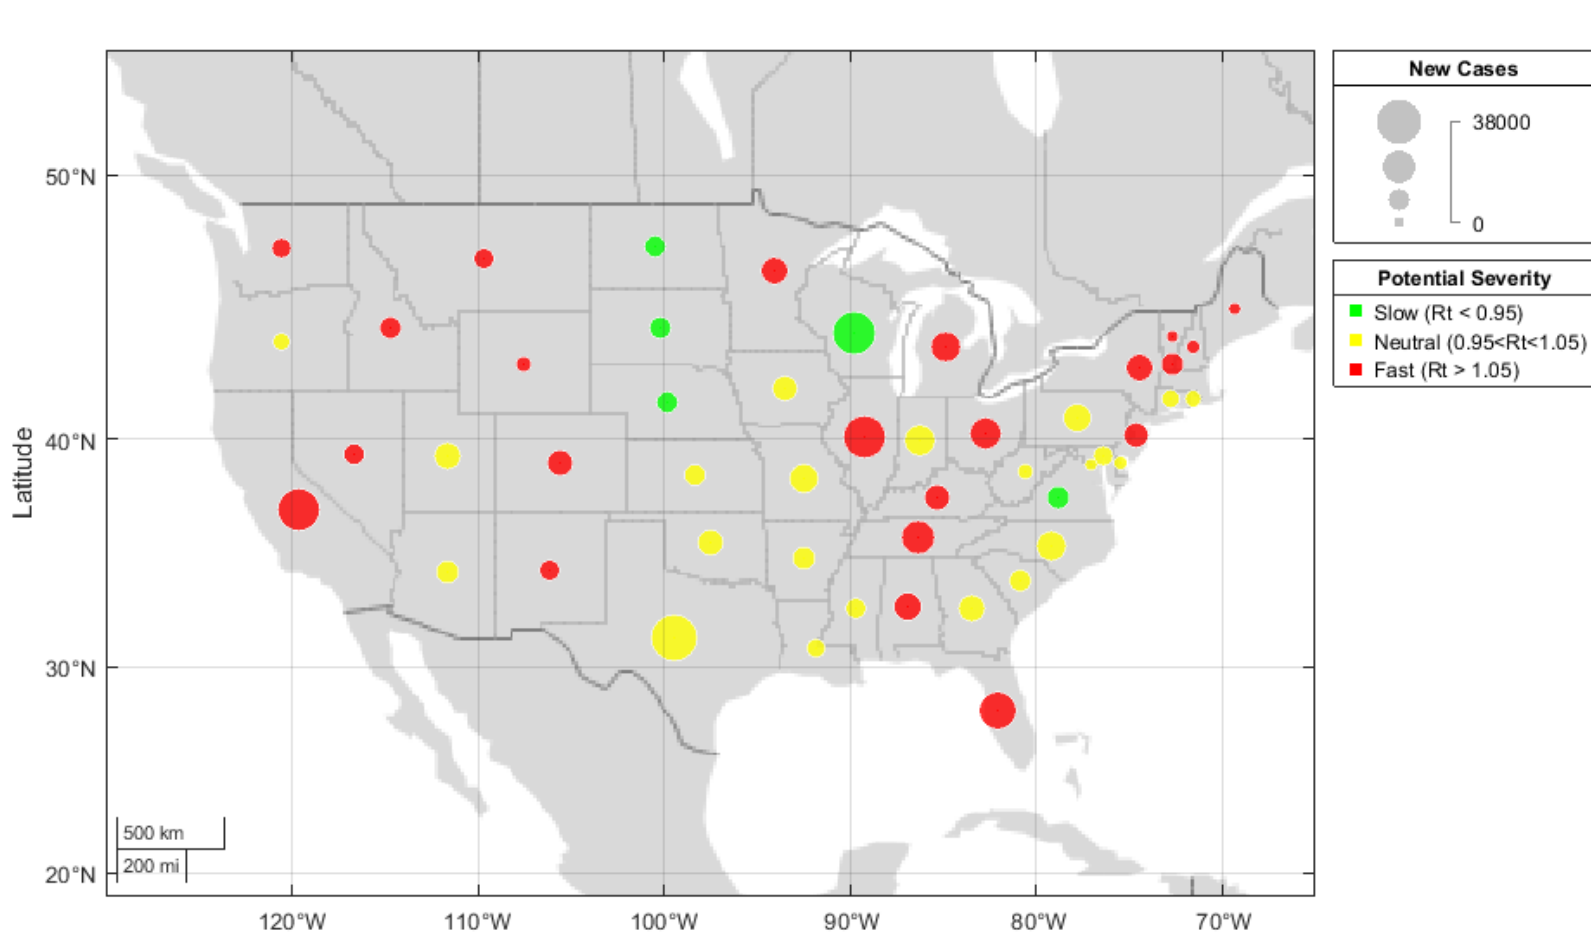 New Cases
38000
0
Potential Severity
Slow (Rt < 0.95)
Neutral (0.95<Rt<1.05)
Fast (Rt > 1.05)
50°N
40°N
30°N
20°N
Latitude
500 km
200 mi
120°W 110°W 100°W 90°W 80°W 70°W